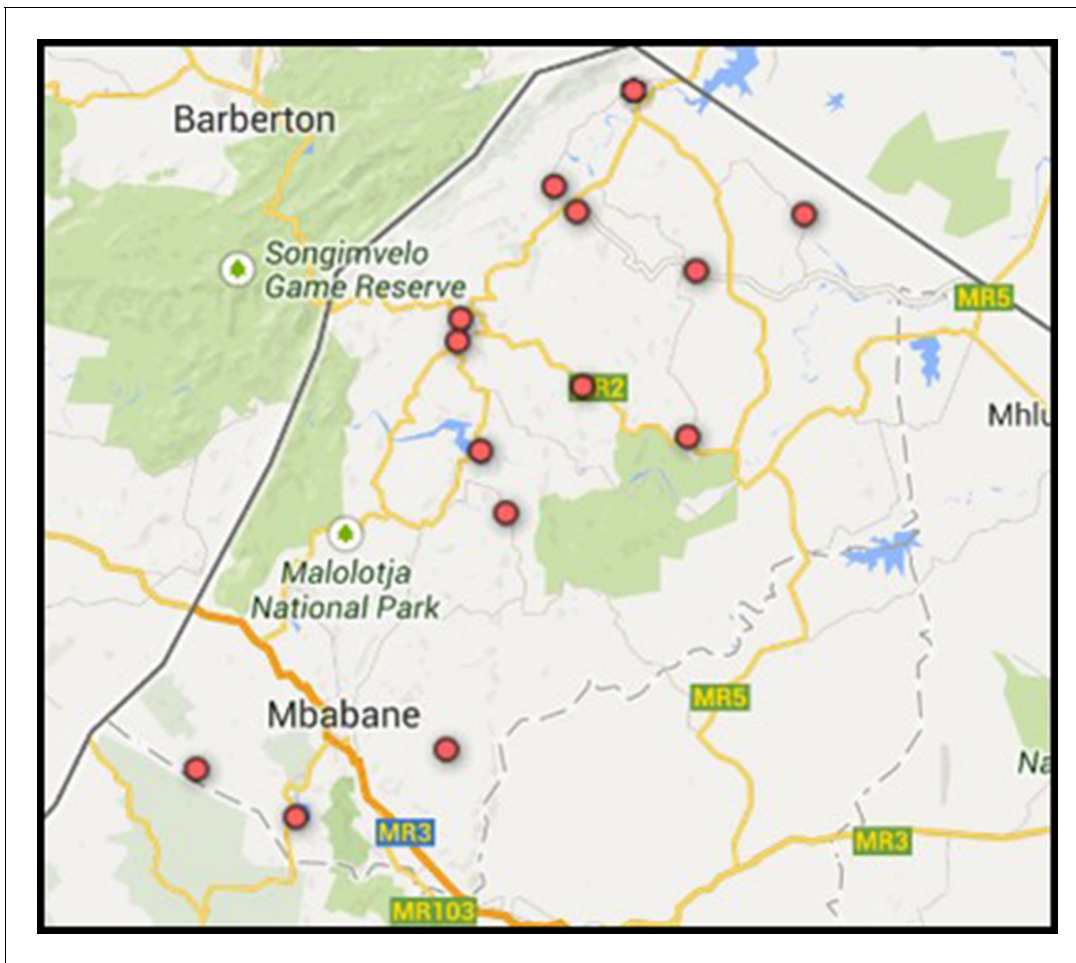 Barberton
Songimvelo
Game Reserve
MR5
R2
Mhlu
Malolotja
National Park
MR5
Mbabane
Na
MR3
MR3
MR103